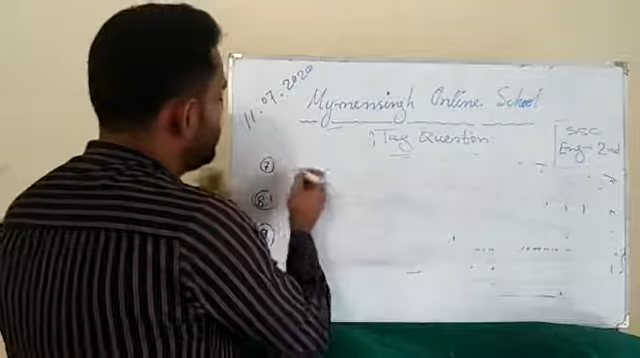 11.07.2020
Mymensingh Online School
Tag Question
SSC
Eng- 2nd
7
8
9